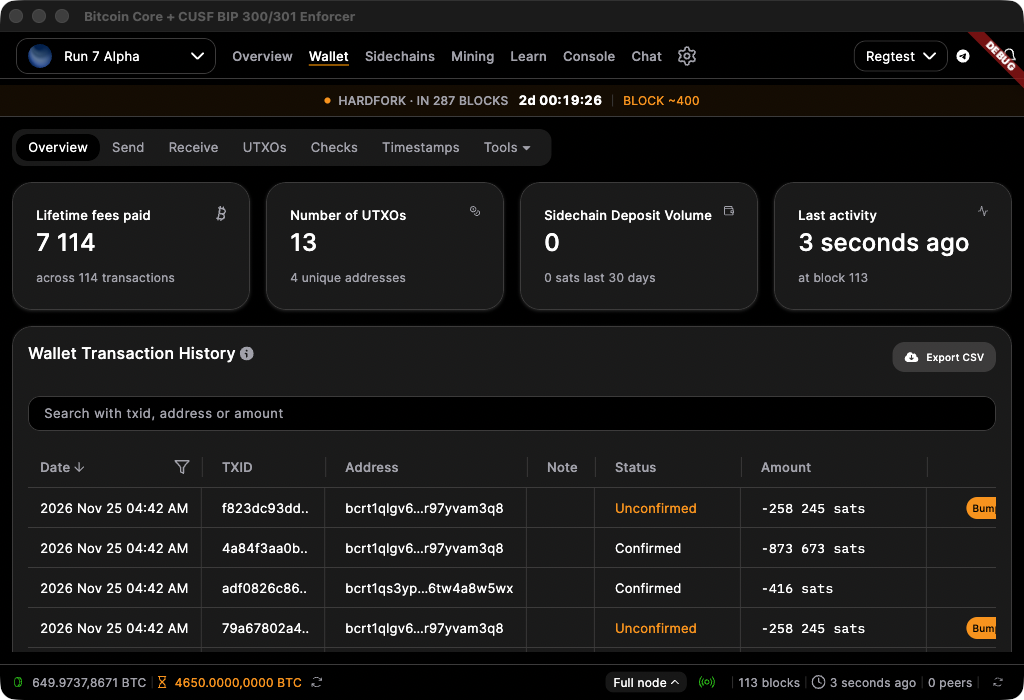 Bitcoin Core + CUSF BIP 300/301 Enforcer
Run 7 Alpha Overview Wallet Sidechains Mining Learn Console Chat Regtest DEBUG
HARDFORK · IN 287 BLOCKS 2d 00:19:26 BLOCK ~400
Overview Send Receive UTXOs Checks Timestamps Tools
Lifetime fees paid
7 114
across 114 transactions
Number of UTXOs
13
4 unique addresses
Sidechain Deposit Volume
0
0 sats last 30 days
Last activity
3 seconds ago
at block 113
Wallet Transaction History
Export CSV
Search with txid, address or amount
Date TXID Address Note Status Amount
2026 Nov 25 04:42 AM f823dc93dd.. bcrt1qlgv6...r97yvam3q8 Unconfirmed -258 245 sats Bum
2026 Nov 25 04:42 AM 4a84f3aa0b.. bcrt1qlgv6...r97yvam3q8 Confirmed -873 673 sats
2026 Nov 25 04:42 AM adf0826c86.. bcrt1qs3yp...6tw4a8w5wx Confirmed -416 sats
2026 Nov 25 04:42 AM 79a67802a4.. bcrt1qlgv6...r97yvam3q8 Unconfirmed -258 245 sats Bum
649.9737,8671 BTC 4650.0000,0000 BTC Full node 113 blocks 3 seconds ago 0 peers